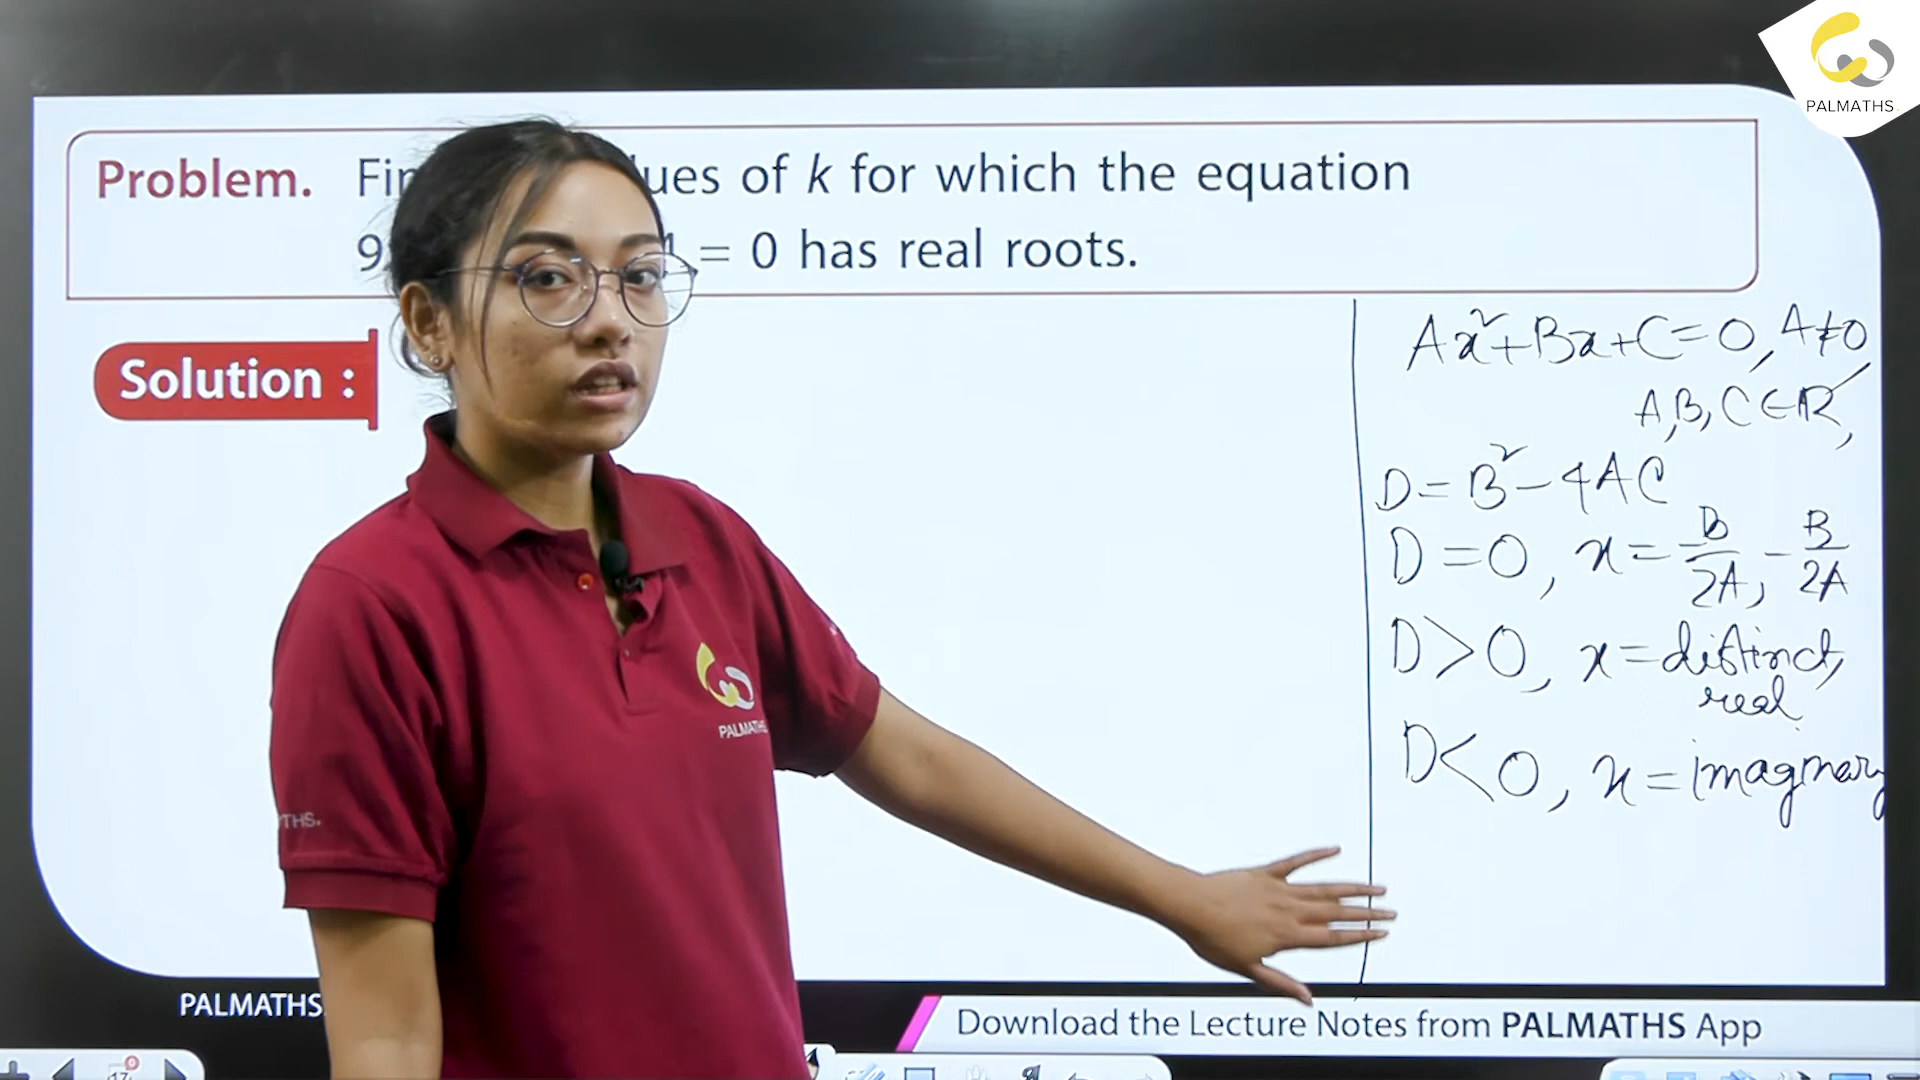 PALMATHS.
Problem. Fi ues of k for which the equation
9 = 0 has real roots.
Solution :
Ax²+Bx+C=0, A≠0
A,B,C∈R,
D=B²-4AC
D=0, x=-B/2A, -B/2A
D>0, x=distinct,
real
D<0, x=imaginary
PALMATHS
THS.
PALMATHS
Download the Lecture Notes from PALMATHS App
17